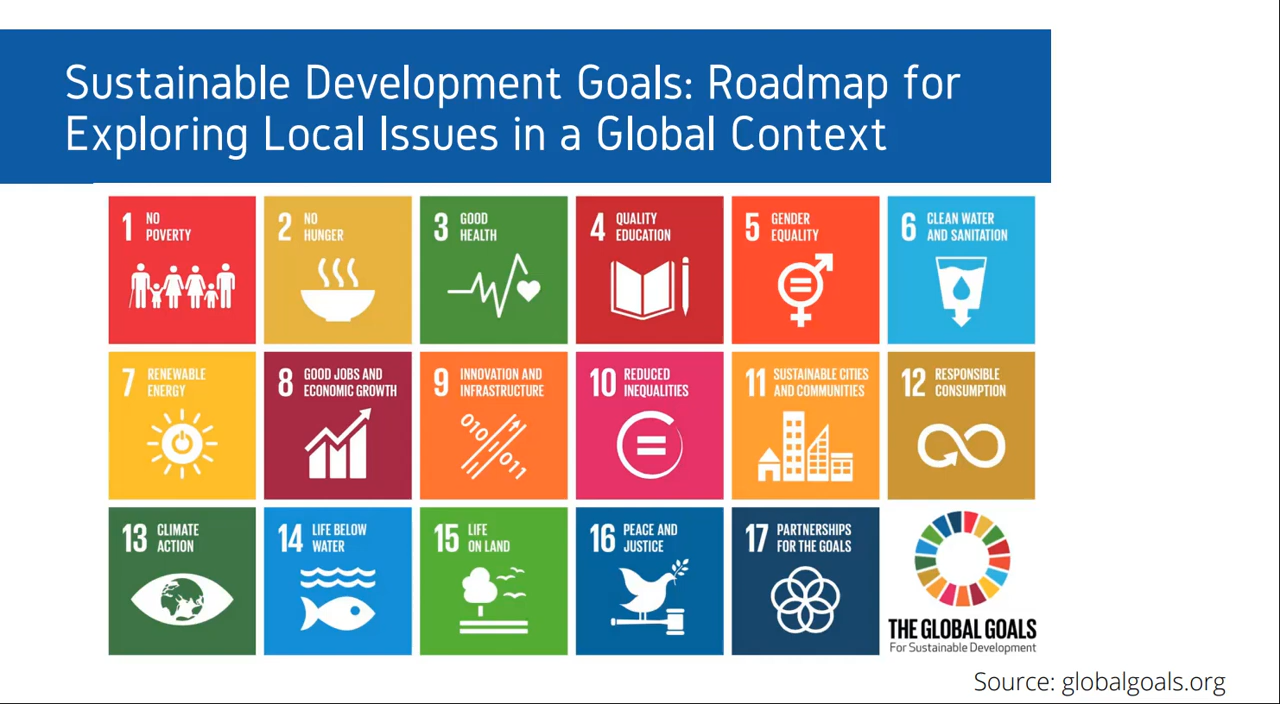 Sustainable Development Goals: Roadmap for
Exploring Local Issues in a Global Context
1 NO
POVERTY
2 NO
HUNGER
3 GOOD
HEALTH
4 QUALITY
EDUCATION
5 GENDER
EQUALITY
6 CLEAN WATER
AND SANITATION
7 RENEWABLE
ENERGY
8 GOOD JOBS AND
ECONOMIC GROWTH
9 INNOVATION AND
INFRASTRUCTURE
010
011
10 REDUCED
INEQUALITIES
11 SUSTAINABLE CITIES
AND COMMUNITIES
12 RESPONSIBLE
CONSUMPTION
13 CLIMATE
ACTION
14 LIFE BELOW
WATER
15 LIFE
ON LAND
16 PEACE AND
JUSTICE
17 PARTNERSHIPS
FOR THE GOALS
THE GLOBAL GOALS
For Sustainable Development
Source: globalgoals.org